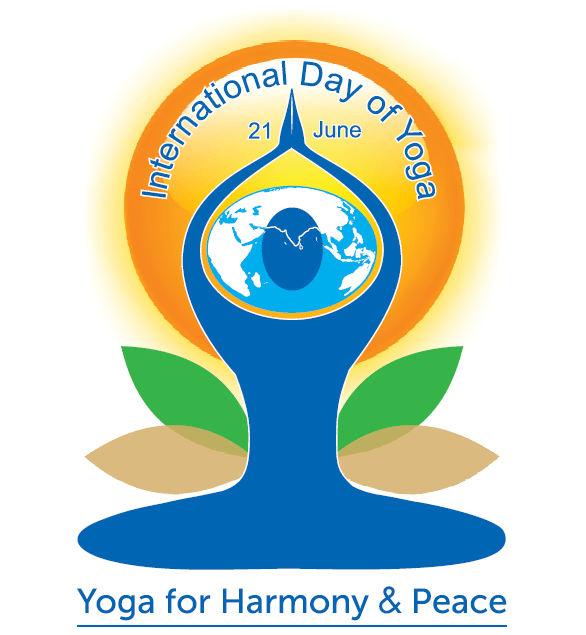 International Day of Yoga
21 June
Yoga for Harmony & Peace